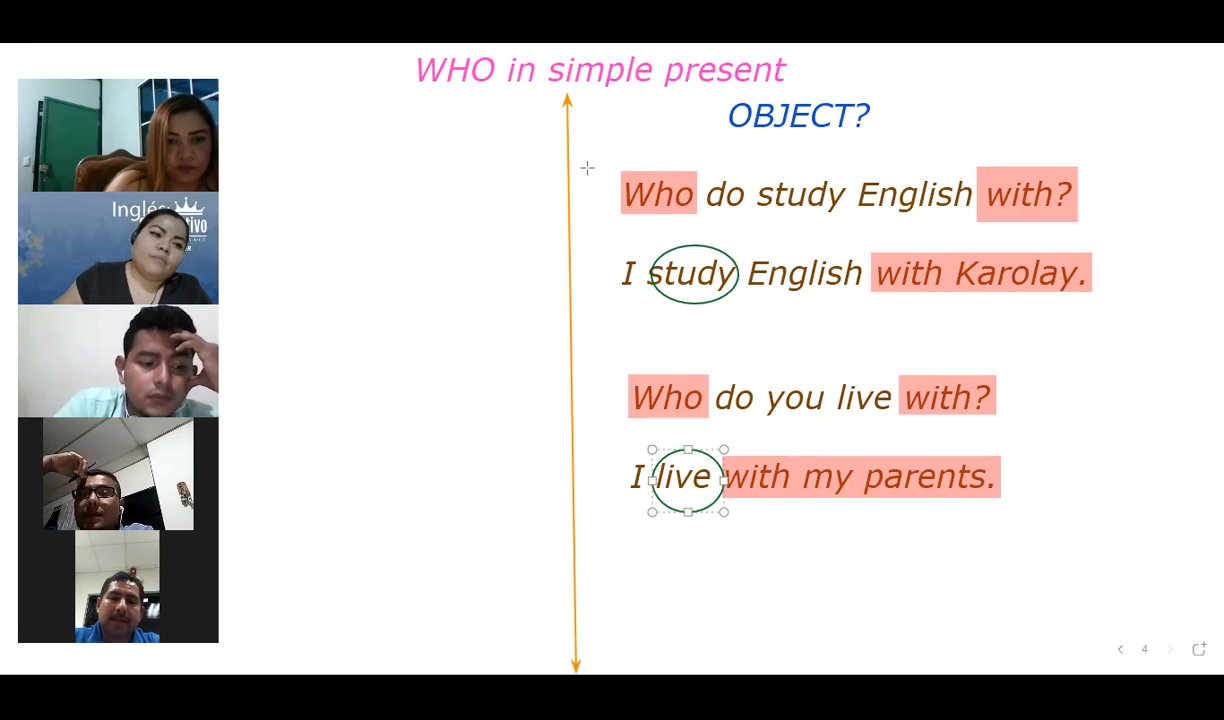 WHO in simple present
OBJECT?
Who do study English with?
I study English with Karolay.
Who do you live with?
I live with my parents.
Inglés
4